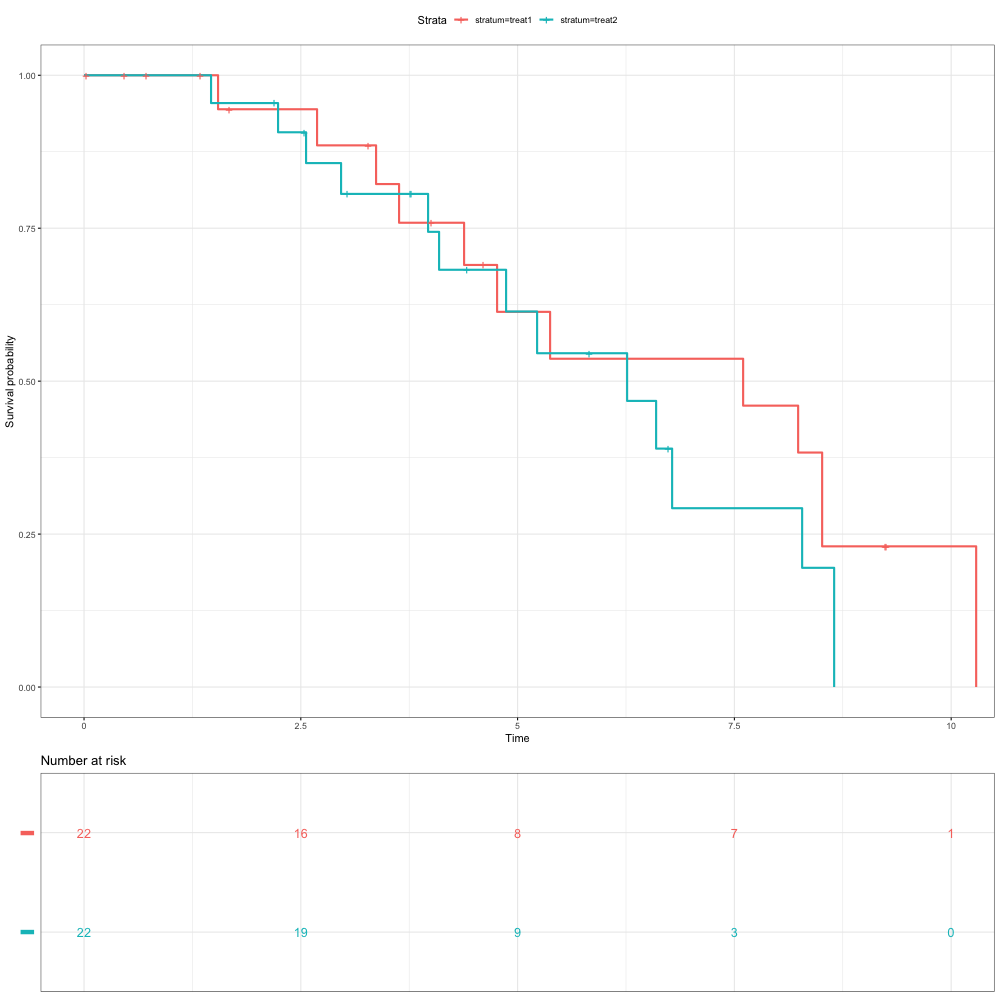 Strata stratum=treat1 stratum=treat2
1.00
0.75
0.50
0.25
0.00
Survival probability
0 2.5 5 7.5 10
Time
Number at risk
22 16 8 7 1
22 19 9 3 0